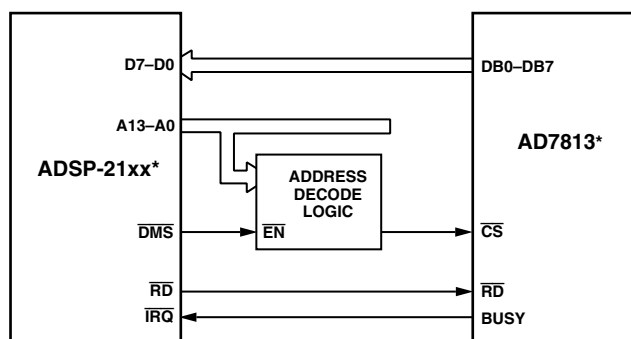 D7–D0
DB0–DB7
A13–A0
AD7813*
ADSP-21xx*
ADDRESS
DECODE
LOGIC
DMS
EN
CS
RD
RD
IRQ
BUSY